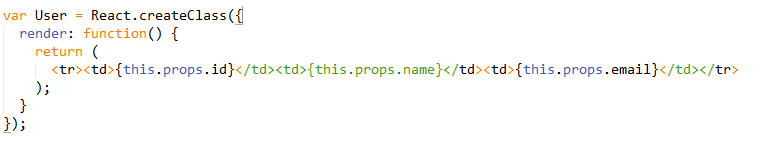 var User = React.createClass({
  render: function() {
    return (
      <tr><td>{this.props.id}</td><td>{this.props.name}</td><td>{this.props.email}</td></tr>
    );
  }
});